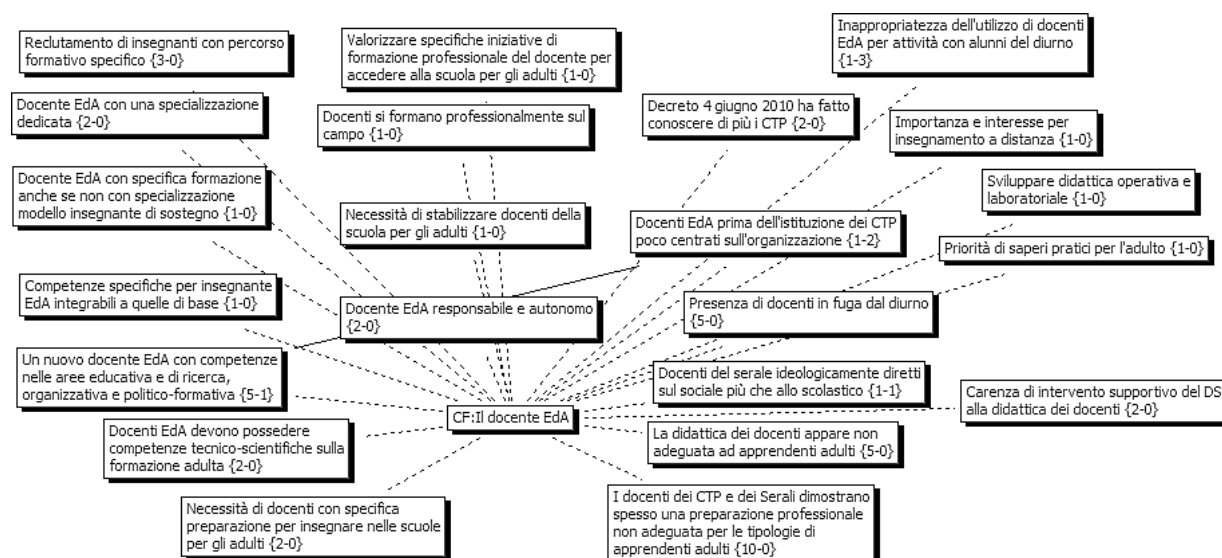 Reclutamento di insegnanti con percorso
formativo specifico {3-0}
Valorizzare specifiche iniziative di
formazione professionale del docente per
accedere alla scuola per gli adulti {1-0}
Inappropriatezza dell'utilizzo di docenti
EdA per attività con alunni del diurno
{1-3}
Docente EdA con una specializzazione
dedicata {2-0}
Docenti si formano professionalmente sul
campo {1-0}
Decreto 4 giugno 2010 ha fatto
conoscere di più i CTP {2-0}
Importanza e interesse per
insegnamento a distanza {1-0}
Docente EdA con specifica formazione
anche se non con specializzazione
modello insegnante di sostegno {1-0}
Sviluppare didattica operativa e
laboratoriale {1-0}
Necessità di stabilizzare docenti della
scuola per gli adulti {1-0}
Docenti EdA prima dell'istituzione dei CTP
poco centrati sull'organizzazione {1-2}
Priorità di saperi pratici per l'adulto {1-0}
Competenze specifiche per insegnante
EdA integrabili a quelle di base {1-0}
Docente EdA responsabile e autonomo
{2-0}
Presenza di docenti in fuga dal diurno
{5-0}
Un nuovo docente EdA con competenze
nelle aree educativa e di ricerca,
organizzativa e politico-formativa {5-1}
Docenti del serale ideologicamente diretti
sul sociale più che allo scolastico {1-1}
Carenza di intervento supportivo del DS
alla didattica dei docenti {2-0}
CF:Il docente EdA
Docenti EdA devono possedere
competenze tecnico-scientifiche sulla
formazione adulta {2-0}
La didattica dei docenti appare non
adeguata ad apprendenti adulti {5-0}
Necessità di docenti con specifica
preparazione per insegnare nelle scuole
per gli adulti {2-0}
I docenti dei CTP e dei Serali dimostrano
spesso una preparazione professionale
non adeguata per le tipologie di
apprendenti adulti {10-0}